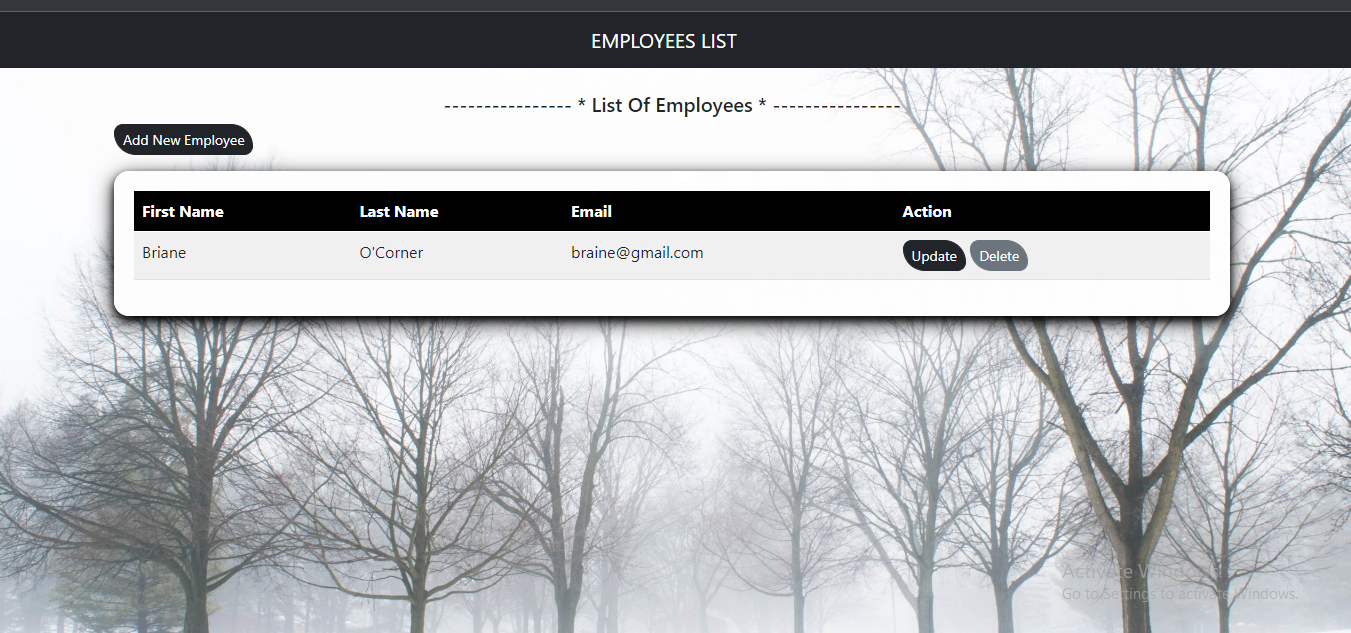 EMPLOYEES LIST
---------------- * List Of Employees * ----------------
Add New Employee
First Name Last Name Email Action
Briane O'Corner braine@gmail.com Update Delete
Activate Windows
Go to Settings to activate Windows.